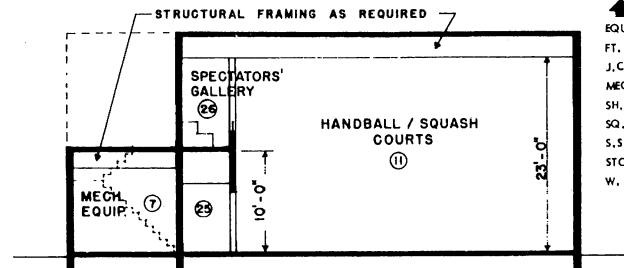 STRUCTURAL FRAMING AS REQUIRED
SPECTATORS'
GALLERY
26
HANDBALL / SQUASH
COURTS
11
23'-0"
10'-0"
MECH.
EQUIP.
7
25
EQU
FT.
J.C
MEC
SH.
SQ.
S.S
STO
W.